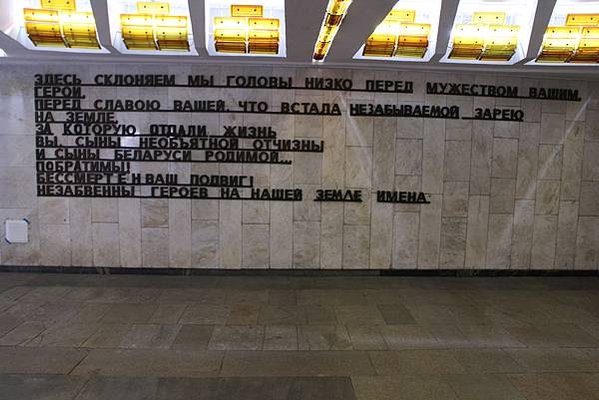 ЗДЕСЬ СКЛОНЯЕМ МЫ ГОЛОВЫ НИЗКО ПЕРЕД МУЖЕСТВОМ ВАШИМ,
ГЕРОИ,
ПЕРЕД СЛАВОЮ ВАШЕЙ, ЧТО ВСТАЛА НЕЗАБЫВАЕМОЙ ЗАРЕЮ
НА ЗЕМЛЕ,
ЗА КОТОРУЮ ОТДАЛИ ЖИЗНЬ
ВЫ, СЫНЫ НЕОБЪЯТНОЙ ОТЧИЗНЫ
И СЫНЫ БЕЛАРУСИ РОДИМОЙ...
ПОБРАТИМЫ!
БЕССМЕРТЕН ВАШ ПОДВИГ!
НЕЗАБВЕННЫ ГЕРОЕВ НА НАШЕЙ ЗЕМЛЕ ИМЕНА